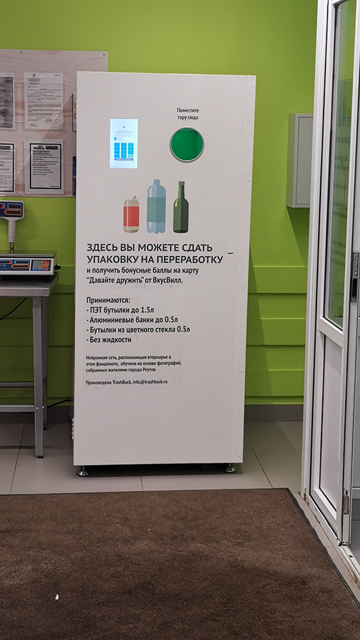 Поместите
тару сюда
ЗДЕСЬ ВЫ МОЖЕТЕ СДАТЬ
УПАКОВКУ НА ПЕРЕРАБОТКУ
и получить бонусные баллы на карту
"Давайте дружить" от ВкусВилл.
Принимаются:
- ПЭТ бутылки до 1.5л
- Алюминиевые банки до 0.5л
- Бутылки из цветного стекла 0.5л
- Без жидкости
Нейронная сеть, распознающая вторсырье в
этом фандомате, обучена на основе фотографий,
собранных жителями города Реутов
Произведено TrashBack, info@trashback.ru